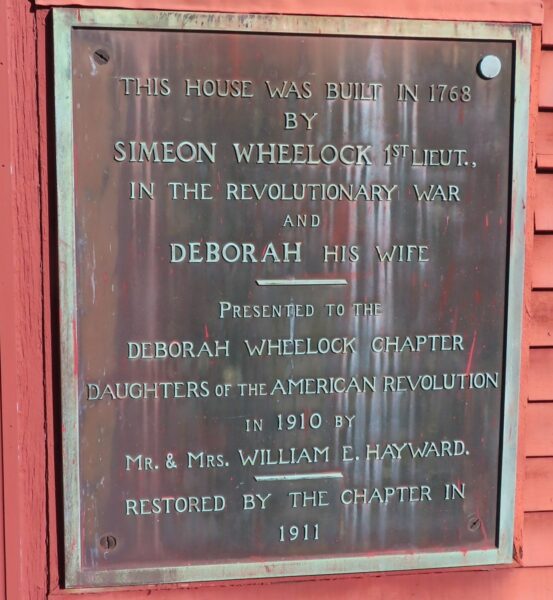 THIS HOUSE WAS BUILT IN 1768
BY
SIMEON WHEELOCK 1ST LIEUT.,
IN THE REVOLUTIONARY WAR
AND
DEBORAH HIS WIFE
PRESENTED TO THE
DEBORAH WHEELOCK CHAPTER
DAUGHTERS OF THE AMERICAN REVOLUTION
IN 1910 BY
MR. & MRS. WILLIAM E. HAYWARD.
RESTORED BY THE CHAPTER IN
1911